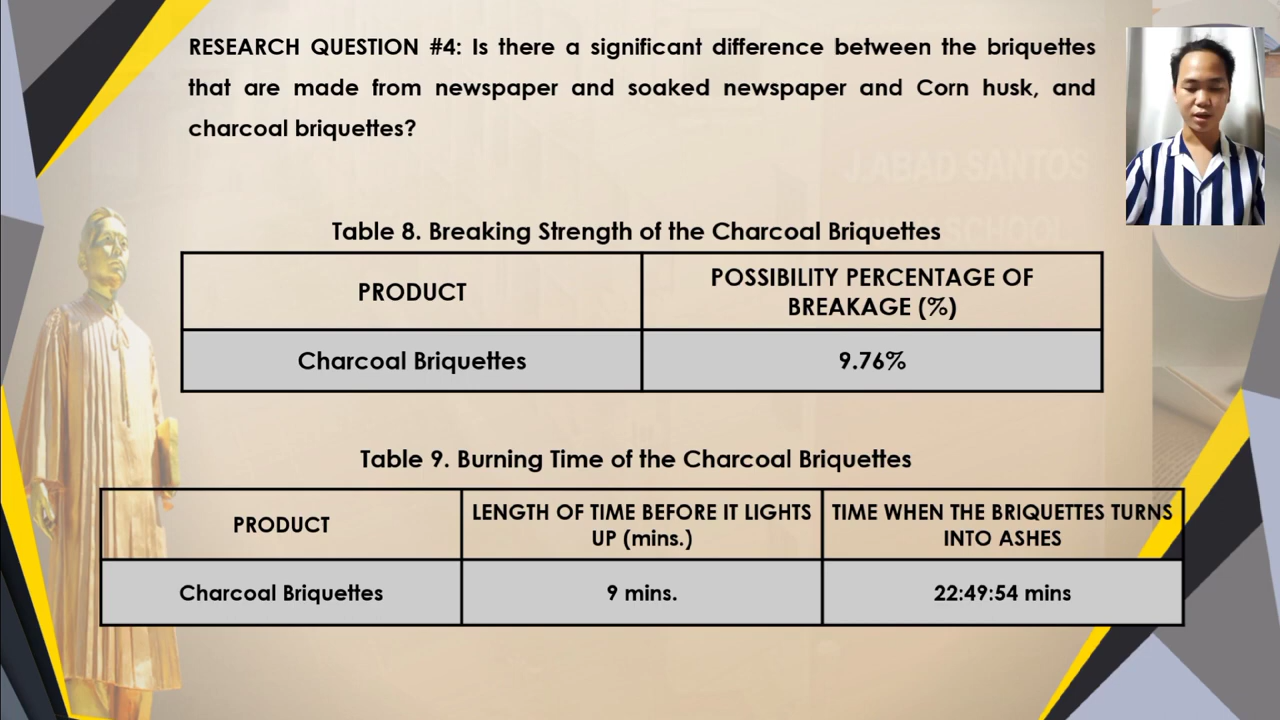 RESEARCH QUESTION #4: Is there a significant difference between the briquettes
that are made from newspaper and soaked newspaper and Corn husk, and
charcoal briquettes?
J.ABAD SANTOS
SCHOOL
Table 8. Breaking Strength of the Charcoal Briquettes
PRODUCT
POSSIBILITY PERCENTAGE OF
BREAKAGE (%)
Charcoal Briquettes
9.76%
Table 9. Burning Time of the Charcoal Briquettes
PRODUCT
LENGTH OF TIME BEFORE IT LIGHTS
UP (mins.)
TIME WHEN THE BRIQUETTES TURNS
INTO ASHES
Charcoal Briquettes
9 mins.
22:49:54 mins